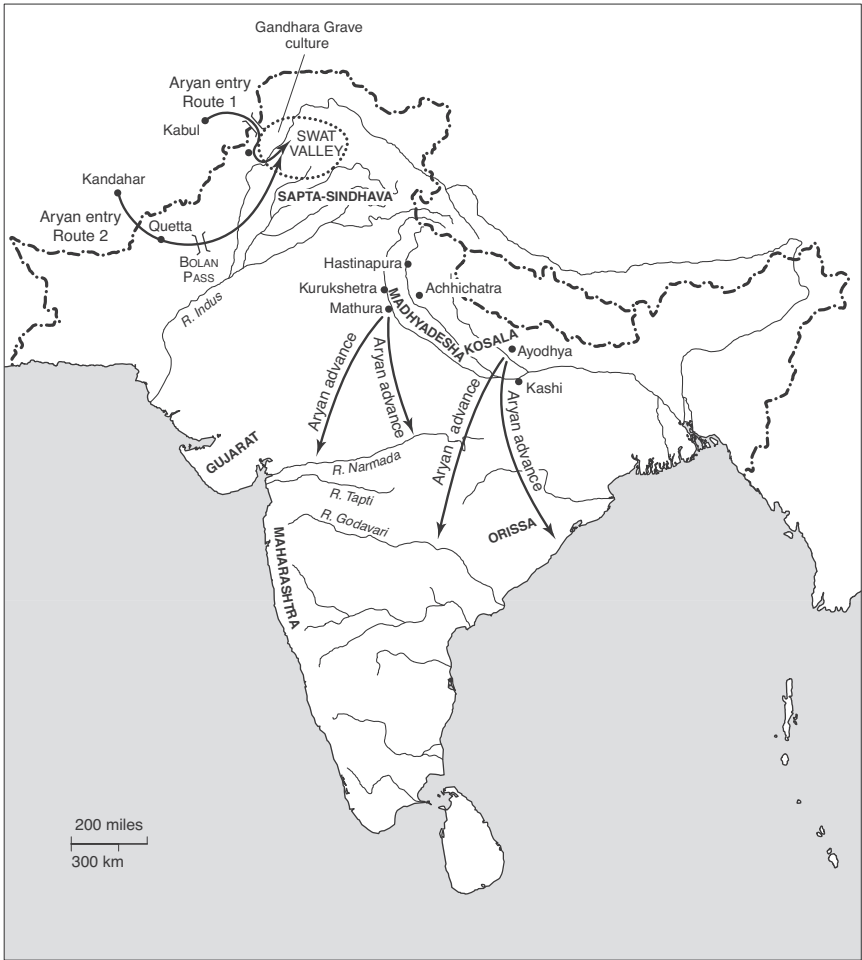 Gandhara Grave
culture
Aryan entry
Route 1
Kabul
SWAT
VALLEY
Kandahar
SAPTA-SINDHAVA
Aryan entry
Route 2
Quetta
BOLAN
PASS
Hastinapura
Kurukshetra
Achhichatra
R. Indus
Mathura
MADHYADESHA
KOSALA
Ayodhya
Kashi
Aryan advance
Aryan advance
Aryan advance
Aryan advance
GUJARAT
R. Narmada
R. Tapti
R. Godavari
ORISSA
MAHARASHTRA
200 miles
300 km